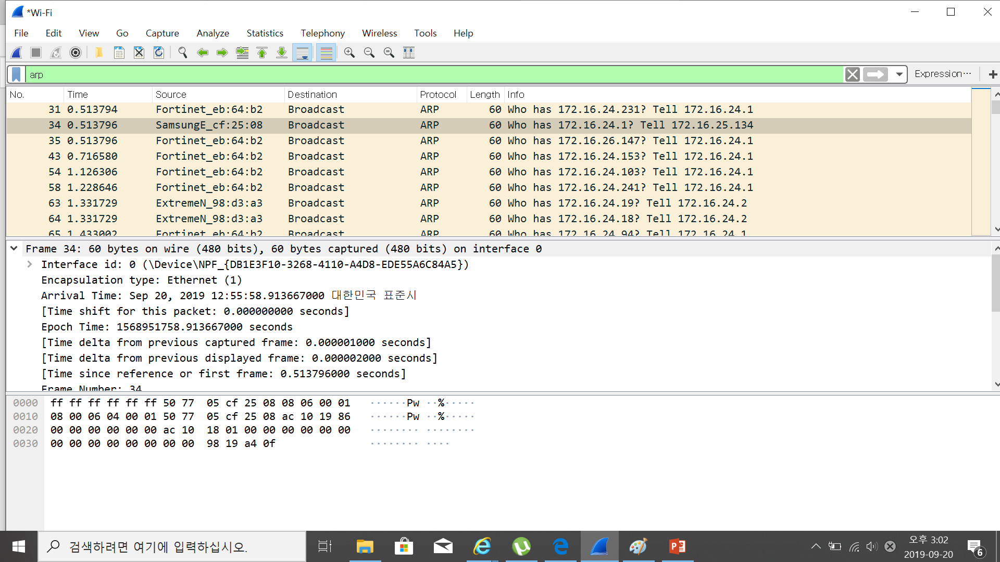 *Wi-Fi
File Edit View Go Capture Analyze Statistics Telephony Wireless Tools Help
arp
Expression…
+
No. Time Source Destination Protocol Length Info
31 0.513794 Fortinet_eb:64:b2 Broadcast ARP 60 Who has 172.16.24.231? Tell 172.16.24.1
34 0.513796 SamsungE_cf:25:08 Broadcast ARP 60 Who has 172.16.24.1? Tell 172.16.25.134
35 0.513796 Fortinet_eb:64:b2 Broadcast ARP 60 Who has 172.16.26.147? Tell 172.16.24.1
43 0.716580 Fortinet_eb:64:b2 Broadcast ARP 60 Who has 172.16.24.153? Tell 172.16.24.1
54 1.126306 Fortinet_eb:64:b2 Broadcast ARP 60 Who has 172.16.24.103? Tell 172.16.24.1
58 1.228646 Fortinet_eb:64:b2 Broadcast ARP 60 Who has 172.16.24.241? Tell 172.16.24.1
63 1.331729 ExtremeN_98:d3:a3 Broadcast ARP 60 Who has 172.16.24.19? Tell 172.16.24.2
64 1.331729 ExtremeN_98:d3:a3 Broadcast ARP 60 Who has 172.16.24.18? Tell 172.16.24.2
65 1.433002 Fortinet_eb:64:b2 Broadcast ARP 60 Who has 172.16.24.94? Tell 172.16.24.1
Frame 34: 60 bytes on wire (480 bits), 60 bytes captured (480 bits) on interface 0
Interface id: 0 (\Device\NPF_{DB1E3F10-3268-4110-A4D8-EDE55A6C84A5})
Encapsulation type: Ethernet (1)
Arrival Time: Sep 20, 2019 12:55:58.913667000 대한민국 표준시
[Time shift for this packet: 0.000000000 seconds]
Epoch Time: 1568951758.913667000 seconds
[Time delta from previous captured frame: 0.000001000 seconds]
[Time delta from previous displayed frame: 0.000002000 seconds]
[Time since reference or first frame: 0.513796000 seconds]
Frame Number: 34
0000 ff ff ff ff ff ff 50 77 05 cf 25 08 08 06 00 01 ······Pw ··%·····
0010 08 00 06 04 00 01 50 77 05 cf 25 08 ac 10 19 86 ······Pw ··%·····
0020 00 00 00 00 00 00 ac 10 18 01 00 00 00 00 00 00 ········ ········
0030 00 00 00 00 00 00 00 00 98 19 a4 0f ········ ····
검색하려면 여기에 입력하십시오.
오후 3:02
2019-09-20
6